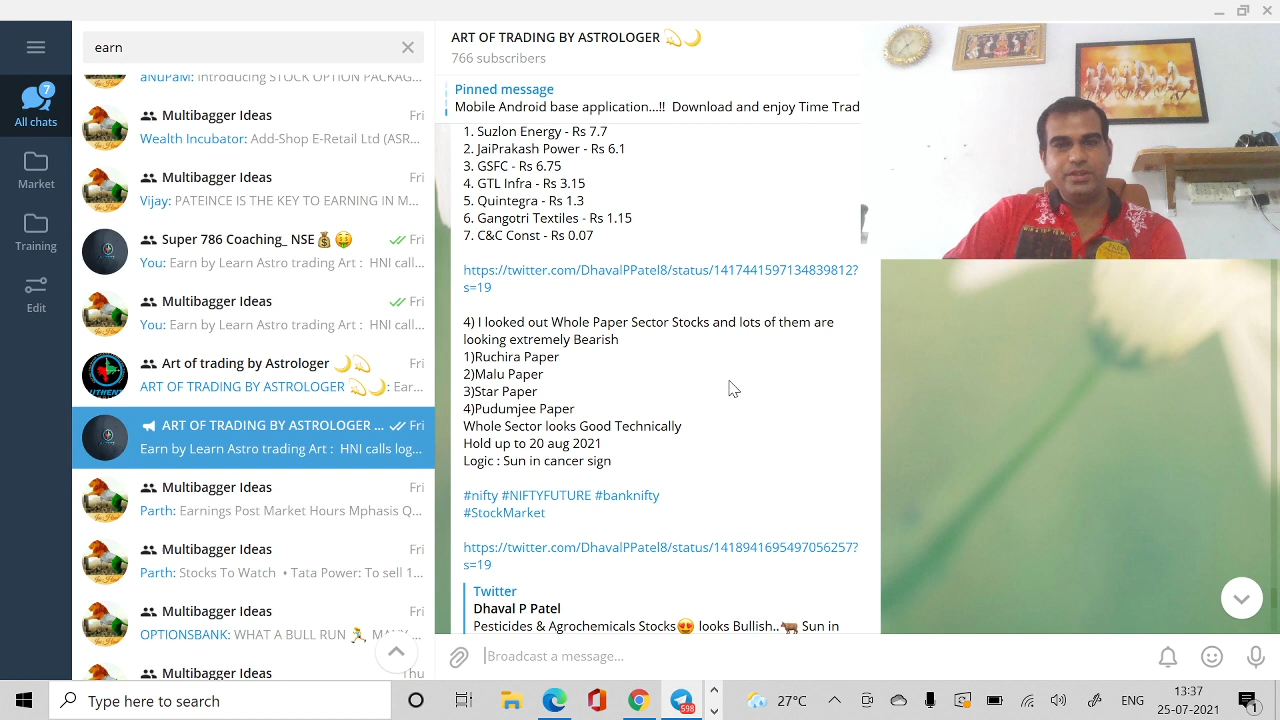 earn
All chats
7
Market
Training
Edit
aNuPaM: Introducing STOCK OPTION PACKAG...
Multibagger Ideas Fri
Wealth Incubator: Add-Shop E-Retail Ltd (ASR...
Multibagger Ideas Fri
Vijay: PATEINCE IS THE KEY TO EARNING IN M...
Super 786 Coaching_ NSE💰🤑 Fri
You: Earn by Learn Astro trading Art : HNI call...
Multibagger Ideas Fri
You: Earn by Learn Astro trading Art : HNI call...
Art of trading by Astrologer 🌙💫 Fri
ART OF TRADING BY ASTROLOGER 💫🌙: Ear...
ART OF TRADING BY ASTROLOGER ... Fri
Earn by Learn Astro trading Art : HNI calls log...
Multibagger Ideas Fri
Parth: Earnings Post Market Hours Mphasis Q...
Multibagger Ideas Fri
Parth: Stocks To Watch • Tata Power: To sell 1...
Multibagger Ideas Fri
OPTIONSBANK: WHAT A BULL RUN 🏃 MANY ...
Multibagger Ideas Thu
ART OF TRADING BY ASTROLOGER 💫🌙
766 subscribers
Pinned message
Mobile Android base application...!! Download and enjoy Time Trad
1. Suzlon Energy - Rs 7.7
2. JaiPrakash Power - Rs 6.1
3. GSFC - Rs 6.75
4. GTL Infra - Rs 3.15
5. Quintegra - Rs 1.3
6. Gangotri Textiles - Rs 1.15
7. C&C Const - Rs 0.07
https://twitter.com/DhavalPPatel8/status/1417441597134839812?
s=19
4) I looked out Whole Paper Sector Stocks and lots of them are
looking extremely Bearish
1)Ruchira Paper
2)Malu Paper
3)Star Paper
4)Pudumjee Paper
Whole Sector looks Good Technically
Hold up to 20 aug 2021
Logic : Sun in cancer sign
#nifty #NIFTYFUTURE #banknifty
#StockMarket
https://twitter.com/DhavalPPatel8/status/1418941695497056257?
s=19
Twitter
Dhaval P Patel
Pesticides & Agrochemicals Stocks😍 looks Bullish..🐂 Sun in
Broadcast a message...
Type here to search
598
27°C
ENG
13:37
25-07-2021
1